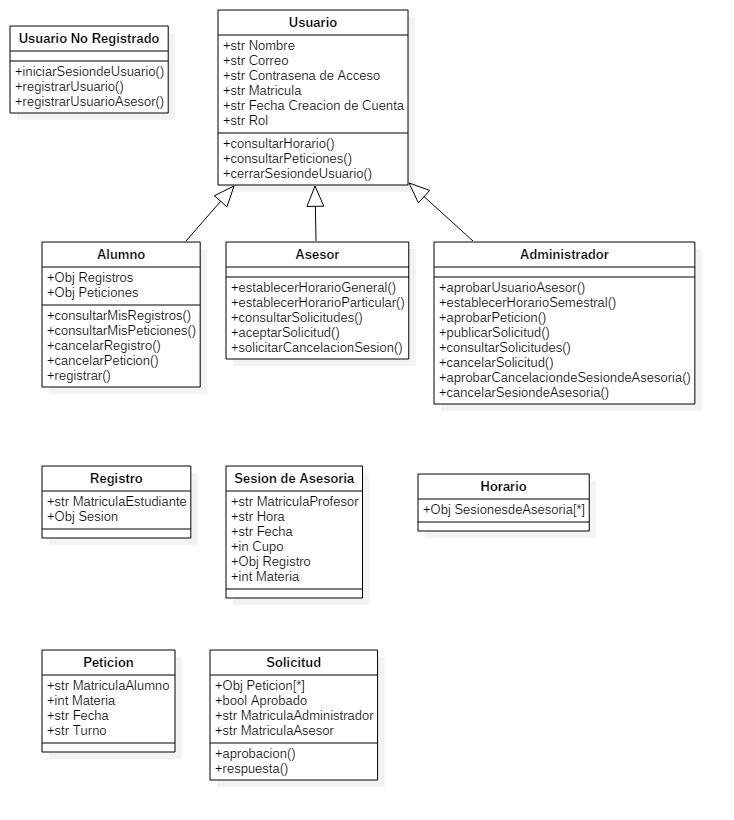 Usuario No Registrado
+iniciarSesiondeUsuario()
+registrarUsuario()
+registrarUsuarioAsesor()
Usuario
+str Nombre
+str Correo
+str Contrasena de Acceso
+str Matricula
+str Fecha Creacion de Cuenta
+str Rol
+consultarHorario()
+consultarPeticiones()
+cerrarSesiondeUsuario()
Alumno
+Obj Registros
+Obj Peticiones
+consultarMisRegistros()
+consultarMisPeticiones()
+cancelarRegistro()
+cancelarPeticion()
+registrar()
Asesor
+establecerHorarioGeneral()
+establecerHorarioParticular()
+consultarSolicitudes()
+aceptarSolicitud()
+solicitarCancelacionSesion()
Administrador
+aprobarUsuarioAsesor()
+establecerHorarioSemestral()
+aprobarPeticion()
+publicarSolicitud()
+consultarSolicitudes()
+cancelarSolicitud()
+aprobarCancelaciondeSesiondeAsesoria()
+cancelarSesiondeAsesoria()
Registro
+str MatriculaEstudiante
+Obj Sesion
Sesion de Asesoria
+str MatriculaProfesor
+str Hora
+str Fecha
+in Cupo
+Obj Registro
+int Materia
Horario
+Obj SesionesdeAsesoria[*]
Peticion
+str MatriculaAlumno
+int Materia
+str Fecha
+str Turno
Solicitud
+Obj Peticion[*]
+bool Aprobado
+str MatriculaAdministrador
+str MatriculaAsesor
+aprobacion()
+respuesta()